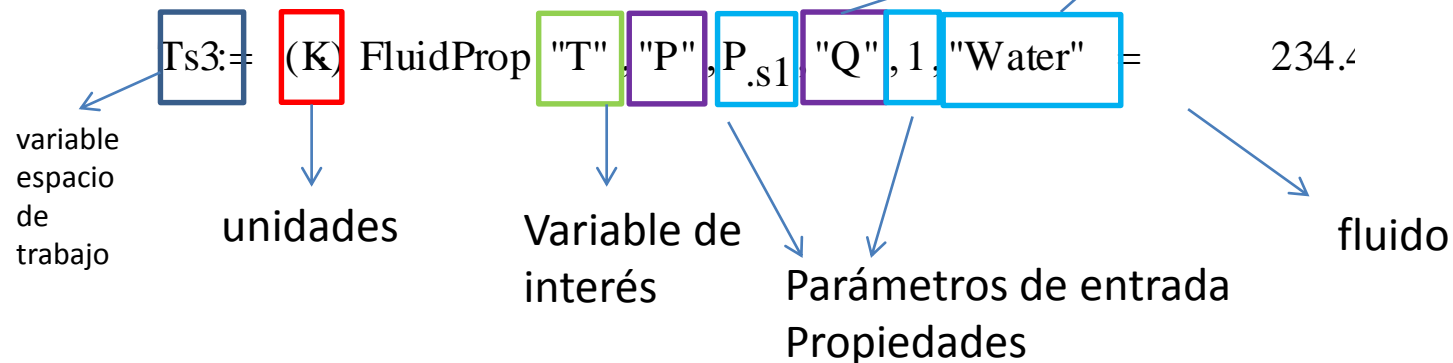 Ts3:= (K) FluidProp "T" , "P" , P.s1 , "Q" , 1 , "Water" = 234.4
variable
espacio
de
trabajo
unidades
Variable de
interés
Parámetros de entrada
Propiedades
fluido